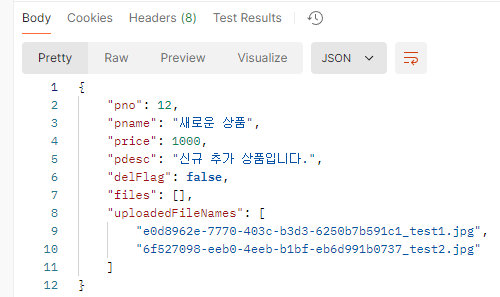 Body Cookies Headers (8) Test Results
Pretty Raw Preview Visualize JSON
1 {
2 "pno": 12,
3 "pname": "새로운 상품",
4 "price": 1000,
5 "pdesc": "신규 추가 상품입니다.",
6 "delFlag": false,
7 "files": [],
8 "uploadedFileNames": [
9 "e0d8962e-7770-403c-b3d3-6250b7b591c1_test1.jpg",
10 "6f527098-eeb0-4eeb-b1bf-eb6d991b0737_test2.jpg"
11 ]
12 }